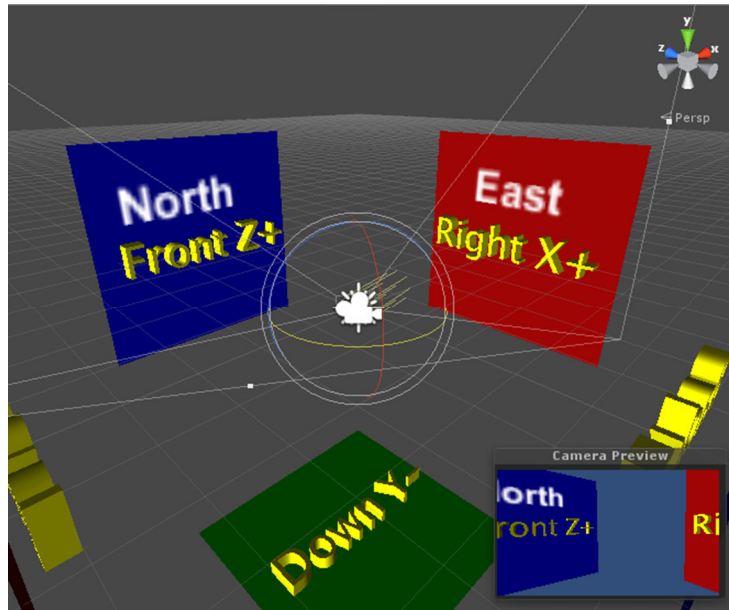 y
z x
Persp
North
Front Z+
East
Right X+
Down Y-
Camera Preview
orth
ront Z+
Ri